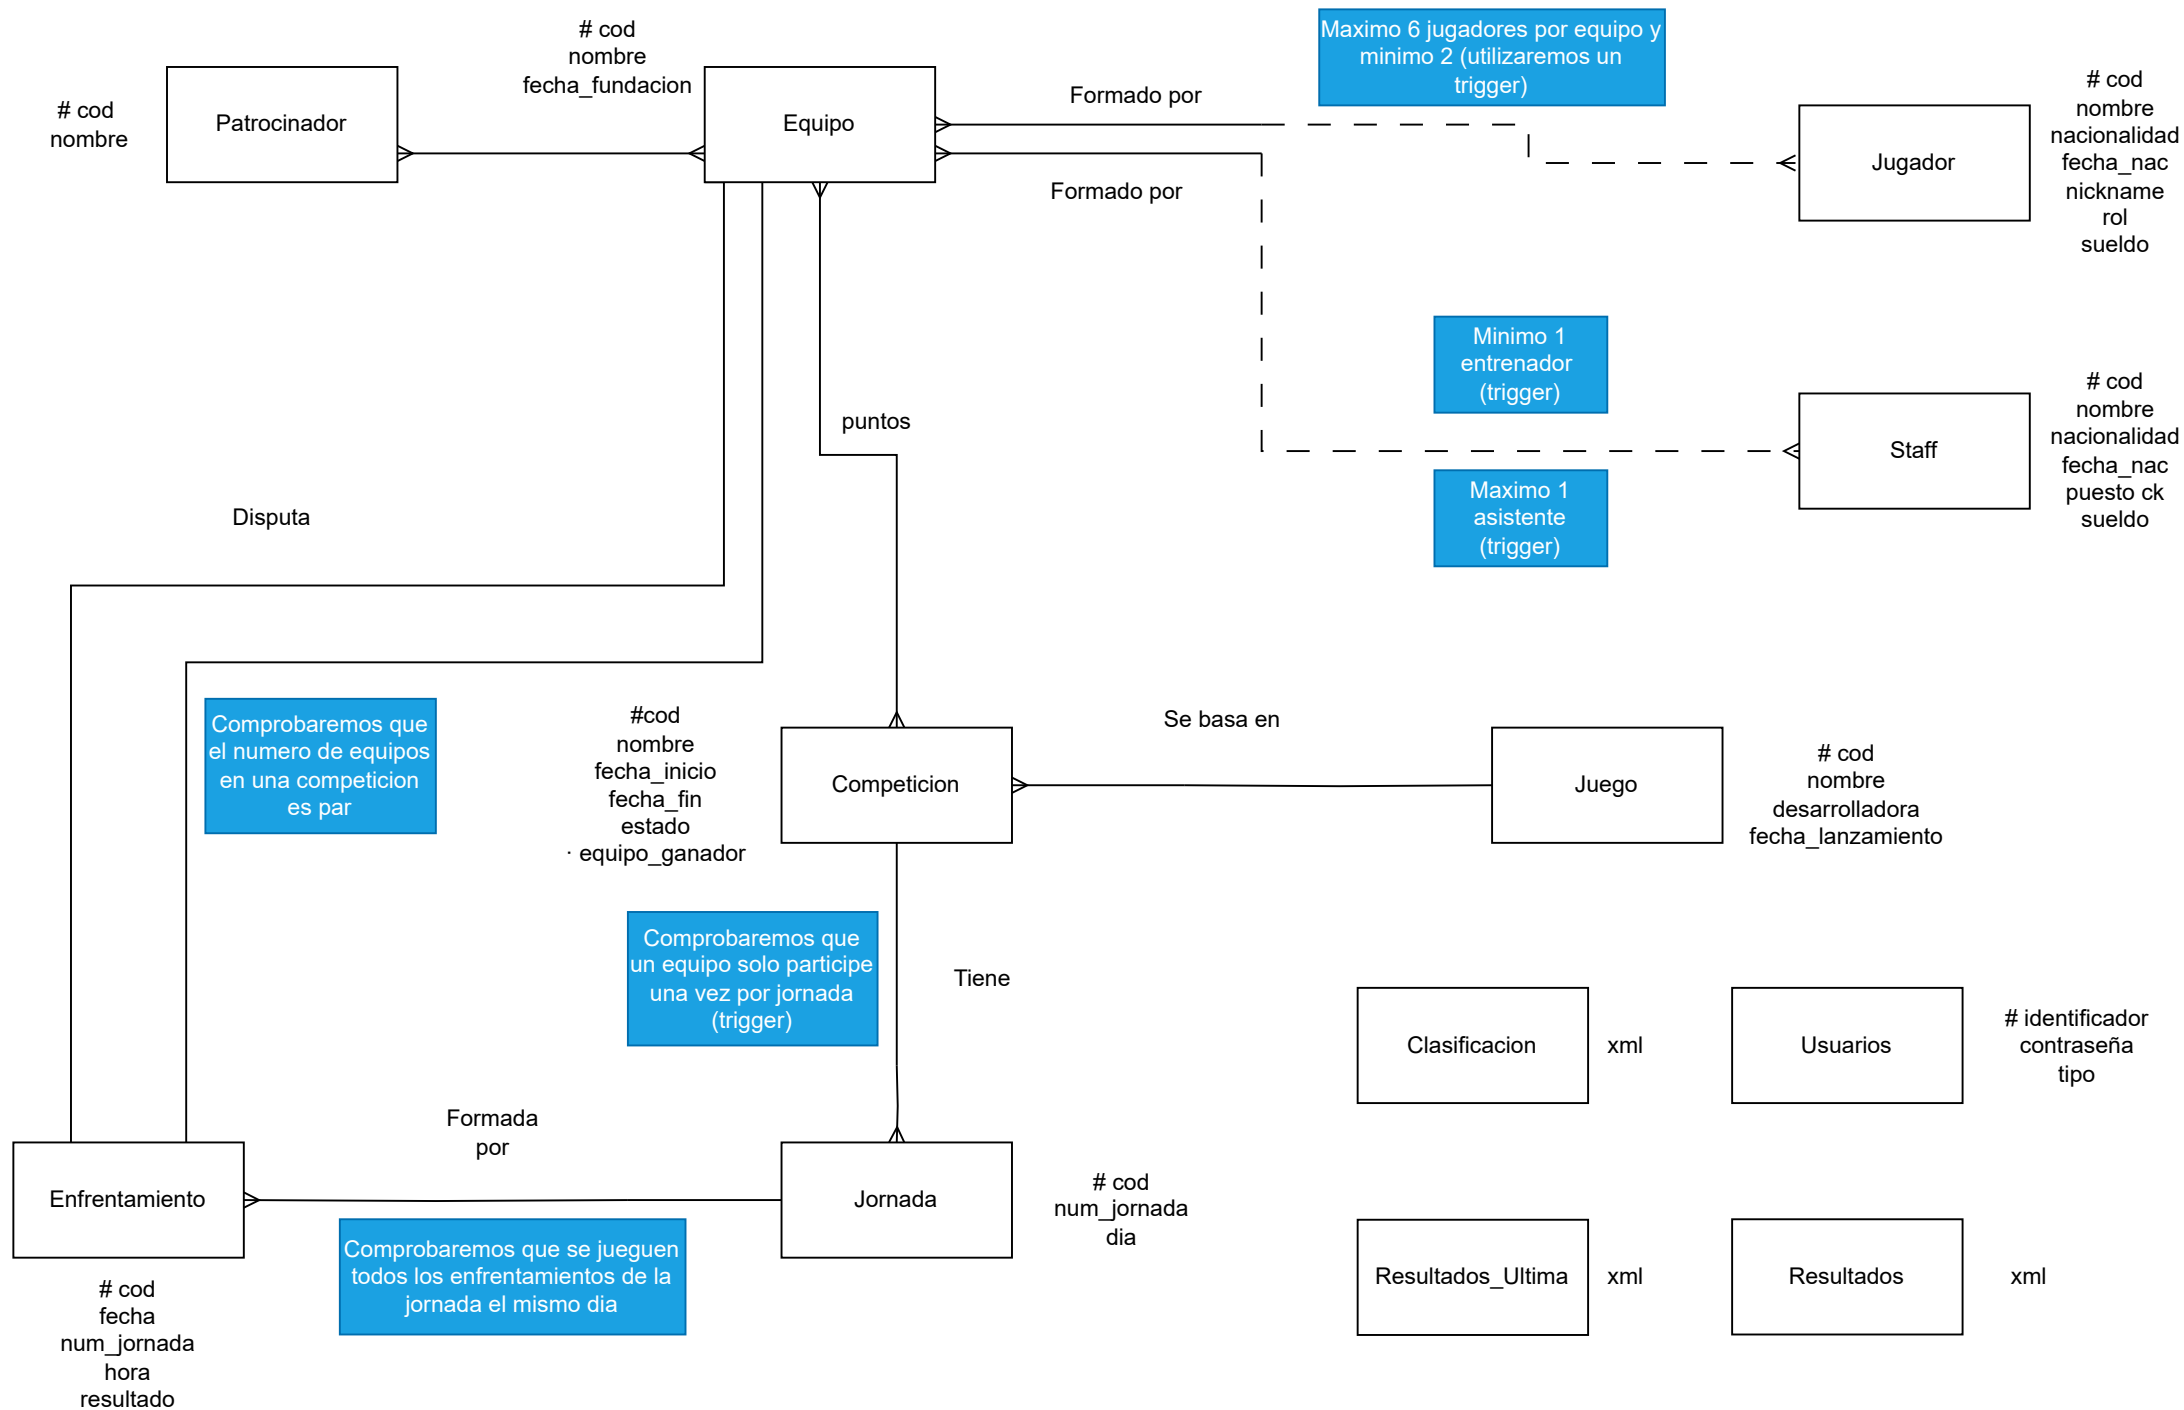 # cod
nombre
Patrocinador
# cod
nombre
fecha_fundacion
Equipo
Formado por
Formado por
Maximo 6 jugadores por equipo y
minimo 2 (utilizaremos un
trigger)
Jugador
# cod
nombre
nacionalidad
fecha_nac
nickname
rol
sueldo
Minimo 1
entrenador
(trigger)
Maximo 1
asistente
(trigger)
Staff
# cod
nombre
nacionalidad
fecha_nac
puesto ck
sueldo
puntos
Disputa
Comprobaremos que
el numero de equipos
en una competicion
es par
#cod
nombre
fecha_inicio
fecha_fin
estado
· equipo_ganador
Competicion
Se basa en
Juego
# cod
nombre
desarrolladora
fecha_lanzamiento
Comprobaremos que
un equipo solo participe
una vez por jornada
(trigger)
Tiene
Clasificacion
xml
Usuarios
# identificador
contraseña
tipo
Formada
por
Enfrentamiento
Jornada
# cod
num_jornada
dia
Comprobaremos que se jueguen
todos los enfrentamientos de la
jornada el mismo dia
# cod
fecha
num_jornada
hora
resultado
Resultados_Ultima
xml
Resultados
xml